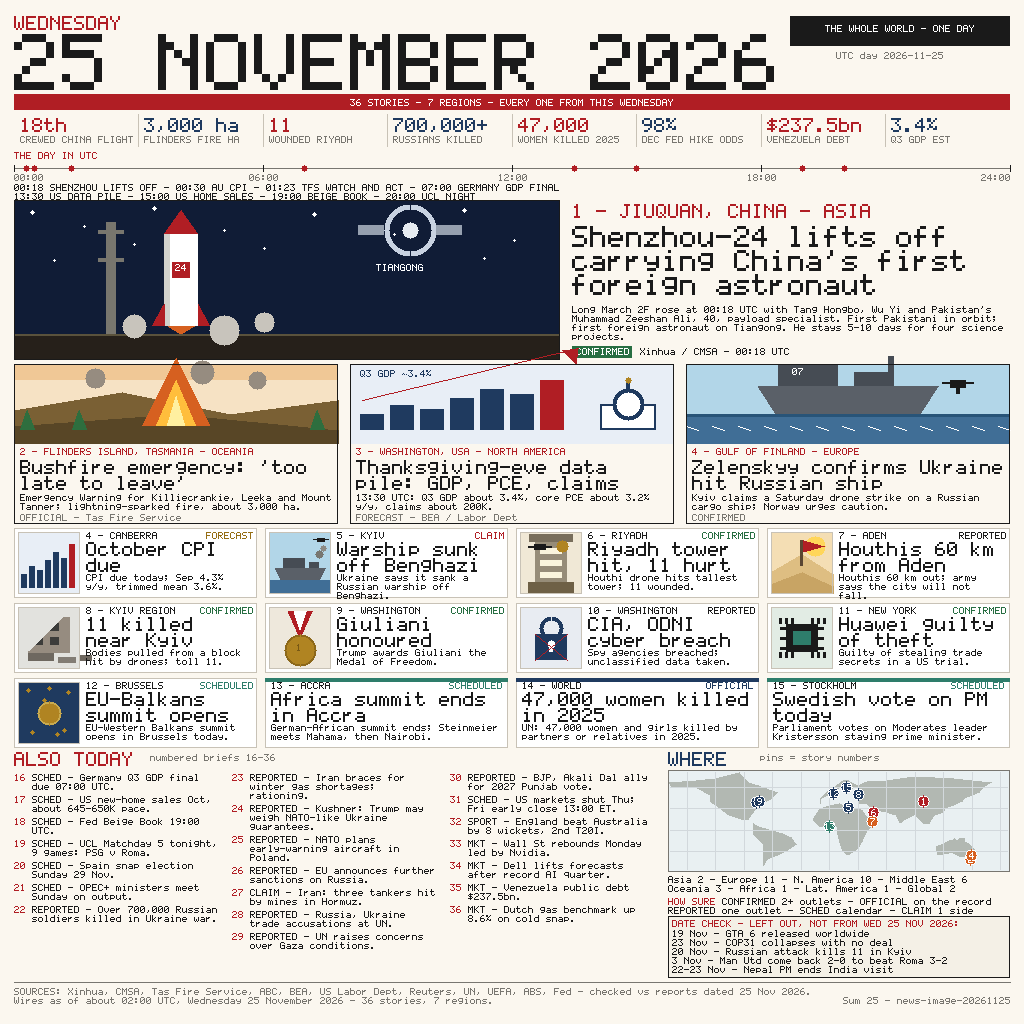 WEDNESDAY
25 NOVEMBER 2026
THE WHOLE WORLD - ONE DAY
UTC day 2026-11-25
36 STORIES - 7 REGIONS - EVERY ONE FROM THIS WEDNESDAY
18th
CREWED CHINA FLIGHT
3,000 ha
FLINDERS FIRE HA
11
WOUNDED RIYADH
700,000+
RUSSIANS KILLED
47,000
WOMEN KILLED 2025
98%
DEC FED HIKE ODDS
$237.5bn
VENEZUELA DEBT
3.4%
Q3 GDP EST
THE DAY IN UTC
00:00
06:00
12:00
18:00
24:00
00:18 SHENZHOU LIFTS OFF - 00:30 AU CPI - 01:23 TFS WATCH AND ACT - 07:00 GERMANY GDP FINAL
13:30 US DATA PILE - 15:00 US HOME SALES - 19:00 BEIGE BOOK - 20:00 UCL NIGHT
24
TIANGONG
1 - JIUQUAN, CHINA - ASIA
Shenzhou-24 lifts off
carrying China's first
foreign astronaut
Long March 2F rose at 00:18 UTC with Tang Hongbo, Wu Yi and Pakistan's
Muhammad Zeeshan Ali, 40, payload specialist. First Pakistani in orbit;
first foreign astronaut on Tiangong. He stays 5-10 days for four science
projects.
CONFIRMED
Xinhua / CMSA - 00:18 UTC
2 - FLINDERS ISLAND, TASMANIA - OCEANIA
Bushfire emergency: 'too
late to leave'
Emergency Warning for Killiecrankie, Leeka and Mount
Tanner; lightning-sparked fire, about 3,000 ha.
OFFICIAL - Tas Fire Service
Q3 GDP ~3.4%
3 - WASHINGTON, USA - NORTH AMERICA
Thanksgiving-eve data
pile: GDP, PCE, claims
13:30 UTC: Q3 GDP about 3.4%, core PCE about 3.2%
y/y, claims about 200K.
FORECAST - BEA / Labor Dept
07
4 - GULF OF FINLAND - EUROPE
Zelenskyy confirms Ukraine
hit Russian ship
Kyiv claims a Saturday drone strike on a Russian
cargo ship; Norway urges caution.
CONFIRMED
4 - CANBERRA
FORECAST
October CPI
due
CPI due today; Sep 4.3%
y/y, trimmed mean 3.6%.
5 - KYIV
CLAIM
Warship sunk
off Benghazi
Ukraine says it sank a
Russian warship off
Benghazi.
6 - RIYADH
CONFIRMED
Riyadh tower
hit, 11 hurt
Houthi drone hits tallest
tower; 11 wounded.
7 - ADEN
REPORTED
Houthis 60 km
from Aden
Houthis 60 km out; army
says the city will not
fall.
8 - KYIV REGION
CONFIRMED
11 killed
near Kyiv
Bodies pulled from a block
hit by drones; toll 11.
1
9 - WASHINGTON
CONFIRMED
Giuliani
honoured
Trump awards Giuliani the
Medal of Freedom.
10 - WASHINGTON
REPORTED
CIA, ODNI
cyber breach
Spy agencies breached;
unclassified data taken.
11 - NEW YORK
CONFIRMED
Huawei guilty
of theft
Guilty of stealing trade
secrets in a US trial.
12 - BRUSSELS
SCHEDULED
EU-Balkans
summit opens
EU-Western Balkans summit
opens in Brussels today.
13 - ACCRA
SCHEDULED
Africa summit ends
in Accra
German-African summit ends; Steinmeier
meets Mahama, then Nairobi.
14 - WORLD
OFFICIAL
47,000 women killed
in 2025
UN: 47,000 women and girls killed by
partners or relatives in 2025.
15 - STOCKHOLM
SCHEDULED
Swedish vote on PM
today
Parliament votes on Moderates leader
Kristersson staying prime minister.
ALSO TODAY
numbered briefs 16-36
16 SCHED - Germany Q3 GDP final
due 07:00 UTC.
17 SCHED - US new-home sales Oct,
about 645-650K pace.
18 SCHED - Fed Beige Book 19:00
UTC.
19 SCHED - UCL Matchday 5 tonight,
9 games: PSG v Roma.
20 SCHED - Spain snap election
Sunday 29 Nov.
21 SCHED - OPEC+ ministers meet
Sunday on output.
22 REPORTED - Over 700,000 Russian
soldiers killed in Ukraine war.
23 REPORTED - Iran braces for
winter gas shortages;
rationing.
24 REPORTED - Kushner: Trump may
weigh NATO-like Ukraine
guarantees.
25 REPORTED - NATO plans
early-warning aircraft in
Poland.
26 REPORTED - EU announces further
sanctions on Russia.
27 CLAIM - Iran: three tankers hit
by mines in Hormuz.
28 REPORTED - Russia, Ukraine
trade accusations at UN.
29 REPORTED - UN raises concerns
over Gaza conditions.
30 REPORTED - BJP, Akali Dal ally
for 2027 Punjab vote.
31 SCHED - US markets shut Thu;
Fri early close 13:00 ET.
32 SPORT - England beat Australia
by 8 wickets, 2nd T20I.
33 MKT - Wall St rebounds Monday
led by Nvidia.
34 MKT - Dell lifts forecasts
after record AI quarter.
35 MKT - Venezuela public debt
$237.5bn.
36 MKT - Dutch gas benchmark up
8.6% on cold snap.
WHERE
pins = story numbers
1
5
6
7
Asia 2 - Europe 11 - N. America 10 - Middle East 6
Oceania 3 - Africa 1 - Lat. America 1 - Global 2
HOW SURE CONFIRMED 2+ outlets - OFFICIAL on the record
REPORTED one outlet - SCHED calendar - CLAIM 1 side
DATE CHECK - LEFT OUT, NOT FROM WED 25 NOV 2026:
19 Nov - GTA 6 released worldwide
23 Nov - COP31 collapses with no deal
20 Nov - Russian attack kills 11 in Kyiv
3 Nov - Man Utd come back 2-0 to beat Roma 3-2
22-23 Nov - Nepal PM ends India visit
SOURCES: Xinhua, CMSA, Tas Fire Service, ABC, BEA, US Labor Dept, Reuters, UN, UEFA, ABS, Fed - checked vs reports dated 25 Nov 2026.
Wires as of about 02:00 UTC, Wednesday 25 November 2026 - 36 stories, 7 regions.
Sum 25 - news-image-20261125